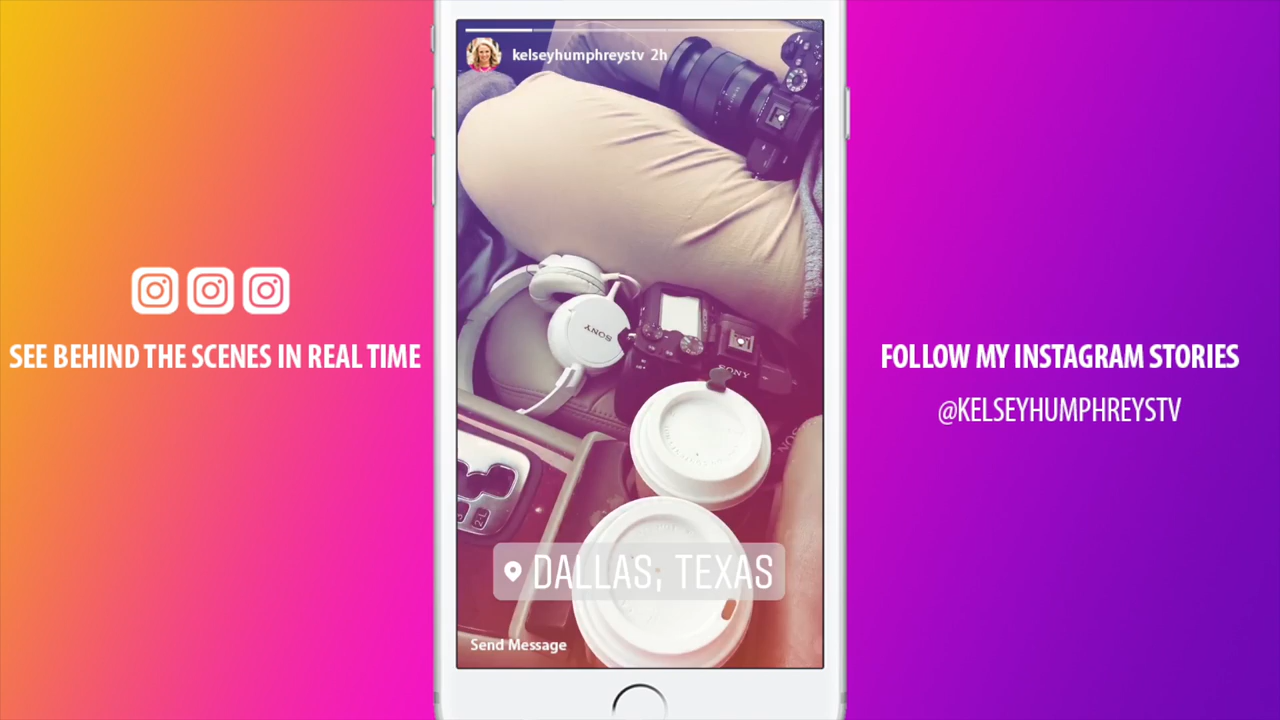 kelseyhumphreystv 2h
SONY
SONY
DALLAS, TEXAS
Send Message
SEE BEHIND THE SCENES IN REAL TIME
FOLLOW MY INSTAGRAM STORIES
@KELSEYHUMPHREYSTV